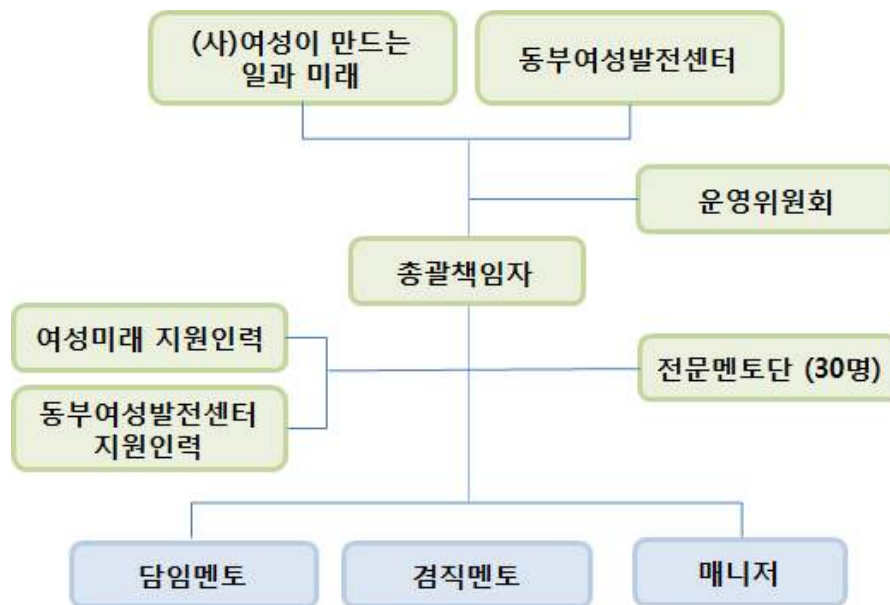 (사)여성이 만드는
일과 미래
동부여성발전센터
운영위원회
총괄책임자
여성미래 지원인력
전문멘토단 (30명)
동부여성발전센터
지원인력
담임멘토
겸직멘토
매니저